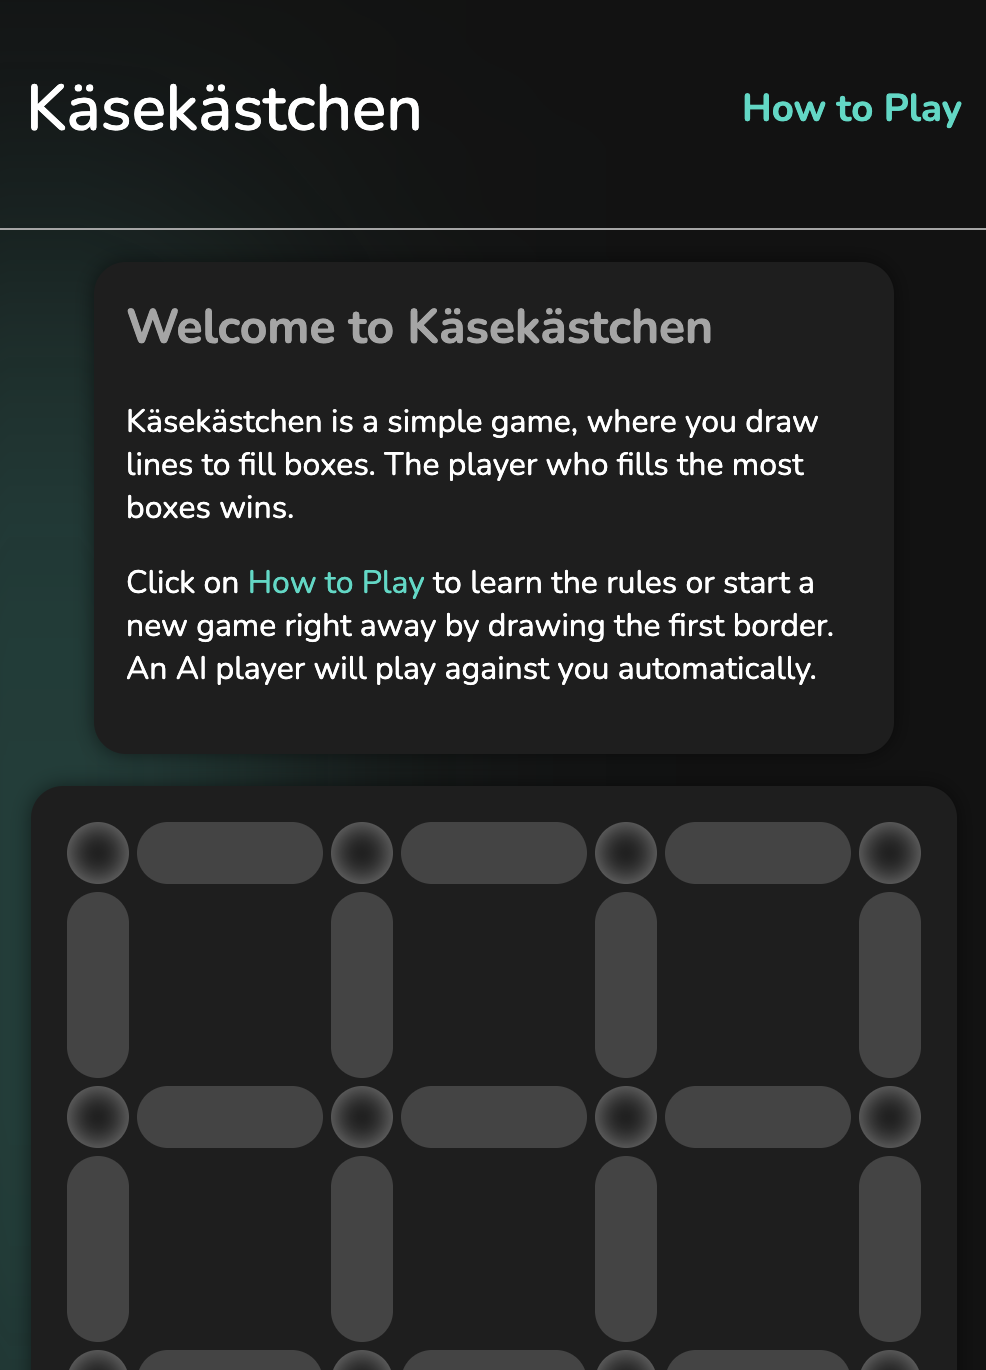 Käsekästchen
How to Play
Welcome to Käsekästchen
Käsekästchen is a simple game, where you draw
lines to fill boxes. The player who fills the most
boxes wins.
Click on How to Play to learn the rules or start a
new game right away by drawing the first border.
An AI player will play against you automatically.